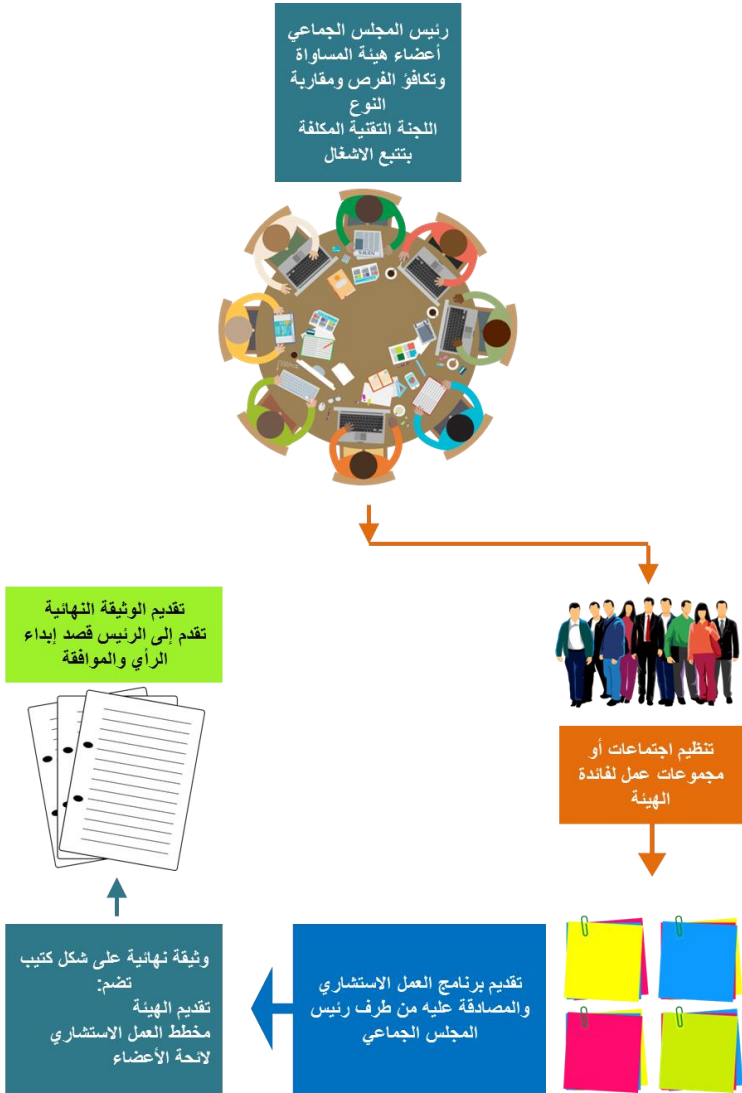 رئيس المجلس الجماعي
أعضاء هيئة المساواة
وتكافؤ الفرص ومقاربة
النوع
اللجنة التقنية المكلفة
بتتبع الاشغال
NEWS
تنظيم اجتماعات أو
مجموعات عمل لفائدة
الهيئة
تقديم برنامج العمل الاستشاري
والمصادقة عليه من طرف رئيس
المجلس الجماعي
وثيقة نهائية على شكل كتيب
تضم:
تقديم الهيئة
مخطط العمل الاستشاري
لائحة الأعضاء
تقديم الوثيقة النهائية
تقدم إلى الرئيس قصد إبداء
الرأي والموافقة